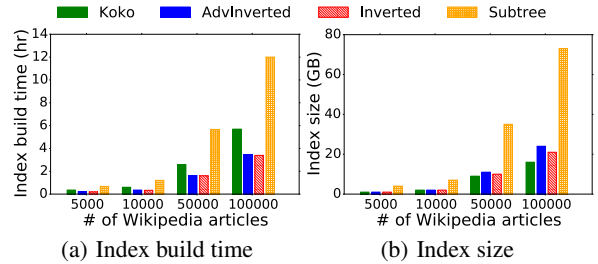 Koko AdvInverted Inverted Subtree
Index build time (hr)
14
12
10
8
6
4
2
0
5000 10000 50000 100000
# of Wikipedia articles
(a) Index build time
Index size (GB)
80
60
40
20
0
5000 10000 50000 100000
# of Wikipedia articles
(b) Index size